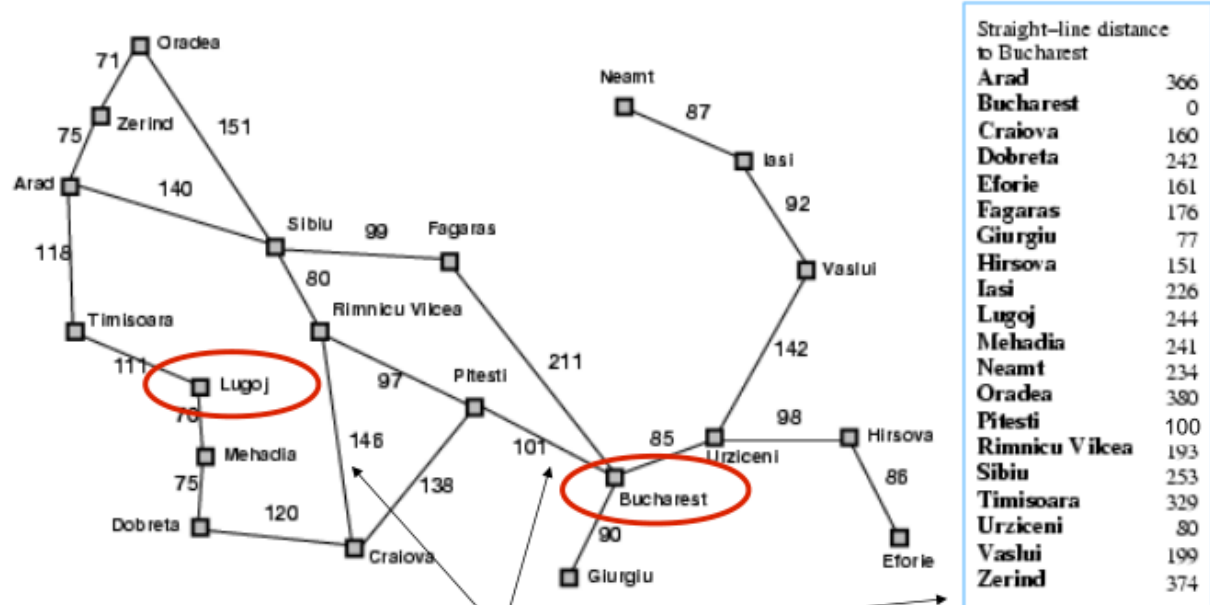 Oradea
71
Neamt
87
Zerind
75
151
Iasi
Arad
140
92
Sibiu
99
Fagaras
118
80
Vaslui
Timisoara
Rimnicu Vilcea
111
Lugoj
97
Pitesti
211
142
98
Hirsova
70
85
Urziceni
146
101
Mehadia
86
75
138
Bucharest
Dobreta
120
90
Craiova
Eforie
Giurgiu
Straight-line distance
to Bucharest
Arad 366
Bucharest 0
Craiova 160
Dobreta 242
Eforie 161
Fagaras 176
Giurgiu 77
Hirsova 151
Iasi 226
Lugoj 244
Mehadia 241
Neamt 234
Oradea 380
Pitesti 100
Rimnicu Vilcea 193
Sibiu 253
Timisoara 329
Urziceni 80
Vaslui 199
Zerind 374